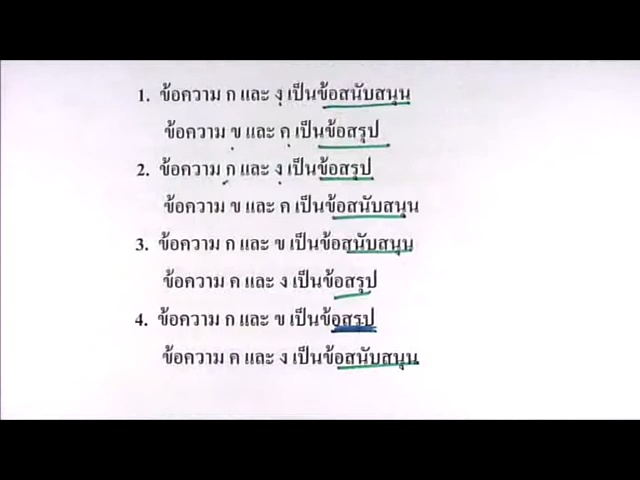 1. ข้อความ ก และ ง เป็นข้อสนับสนุน
ข้อความ ข และ ค เป็นข้อสรุป
2. ข้อความ ก และ ง เป็นข้อสรุป
ข้อความ ข และ ค เป็นข้อสนับสนุน
3. ข้อความ ก และ ข เป็นข้อสนับสนุน
ข้อความ ค และ ง เป็นข้อสรุป
4. ข้อความ ก และ ข เป็นข้อสรุป
ข้อความ ค และ ง เป็นข้อสนับสนุน